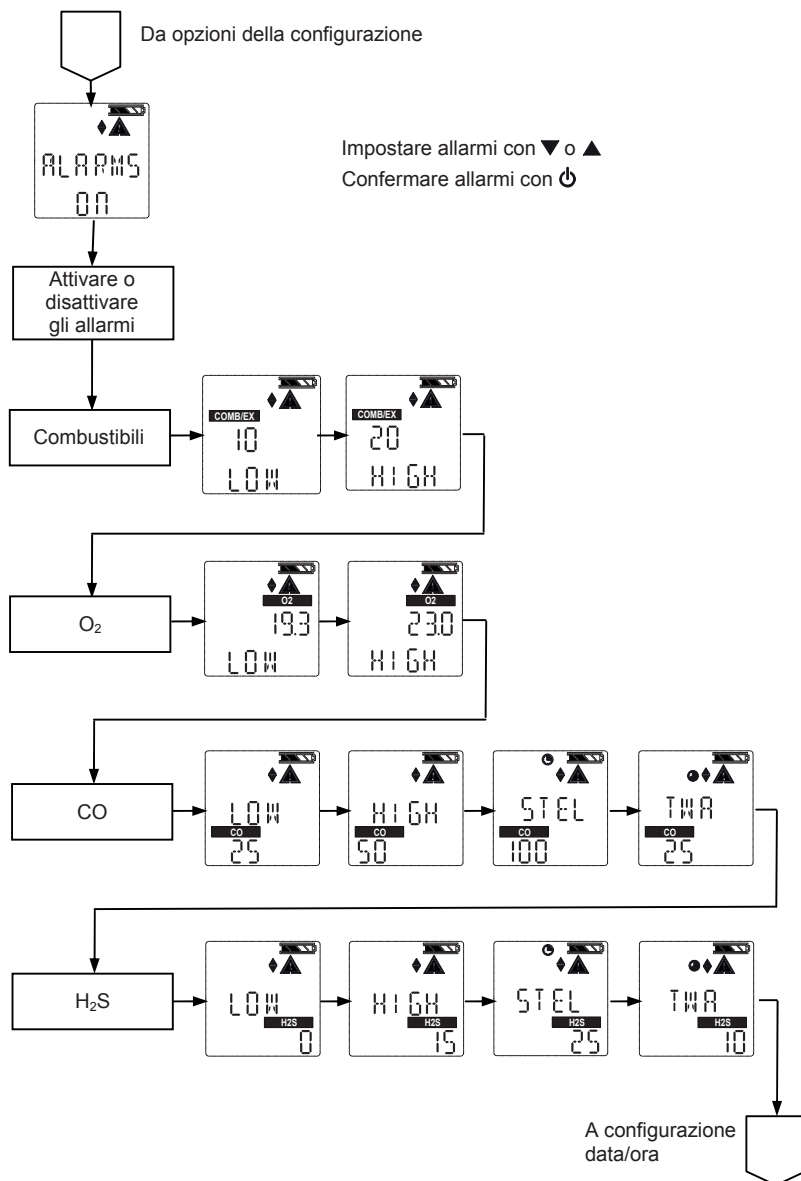 Da opzioni della configurazione
ALARMS
ON
Impostare allarmi con ▼ o ▲
Confermare allarmi con ⏻
Attivare o
disattivare
gli allarmi
Combustibili
COMB/EX
10
LOW
COMB/EX
20
HIGH
O₂
O2
19.3
LOW
O2
23.0
HIGH
CO
LOW
CO
25
HIGH
CO
50
STEL
CO
100
TWA
CO
25
H₂S
LOW
H2S
0
HIGH
H2S
15
STEL
H2S
25
TWA
H2S
10
A configurazione
data/ora